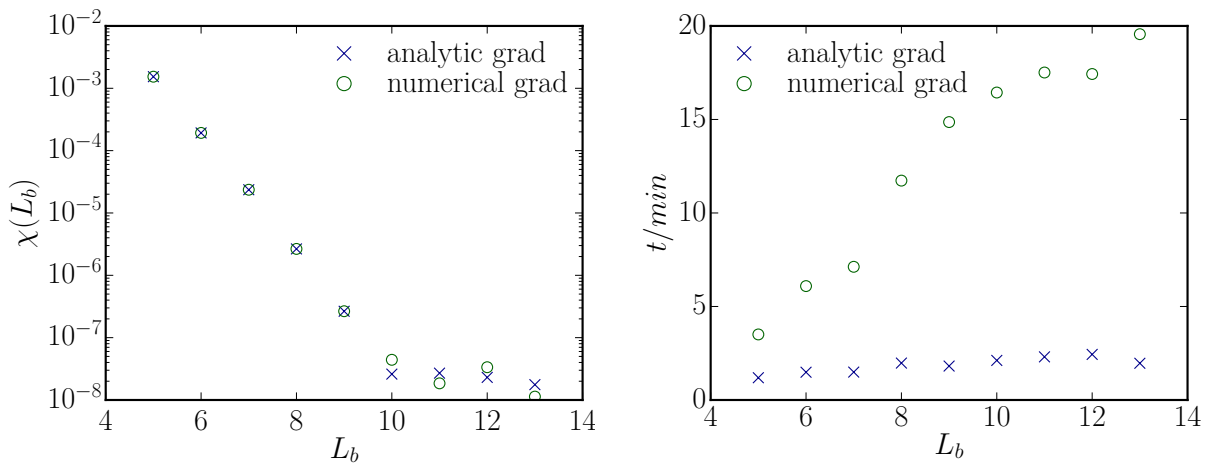 10^{-2}
10^{-3}
10^{-4}
10^{-5}
10^{-6}
10^{-7}
10^{-8}
χ(L_b)
analytic grad
numerical grad
4 6 8 10 12 14
L_b
20
15
10
5
0
t/min
analytic grad
numerical grad
4 6 8 10 12 14
L_b